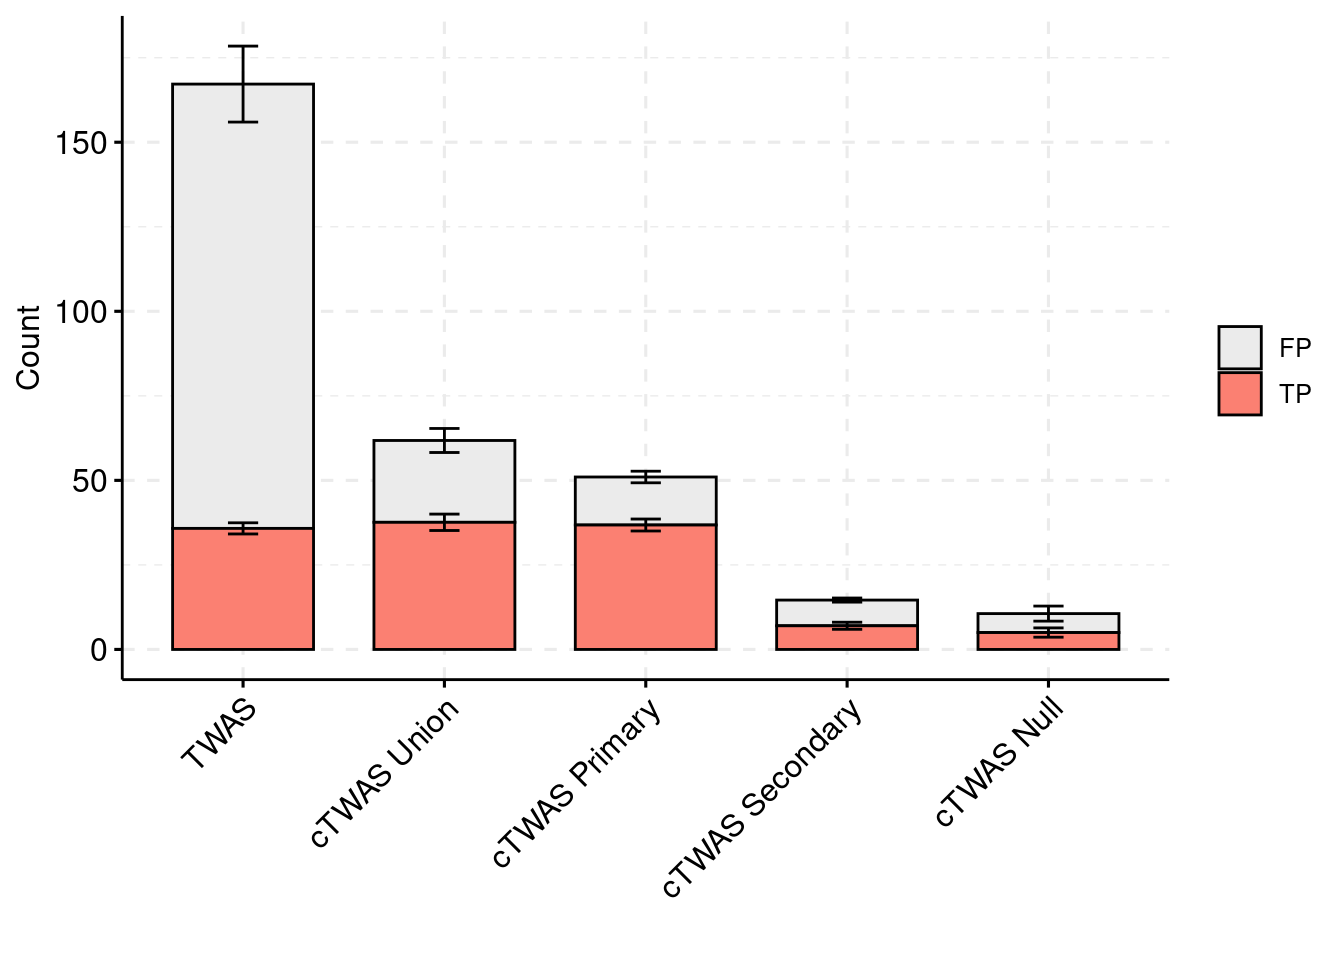 Count
150
100
50
0
TWAS
cTWAS Union
cTWAS Primary
cTWAS Secondary
cTWAS Null
FP
TP